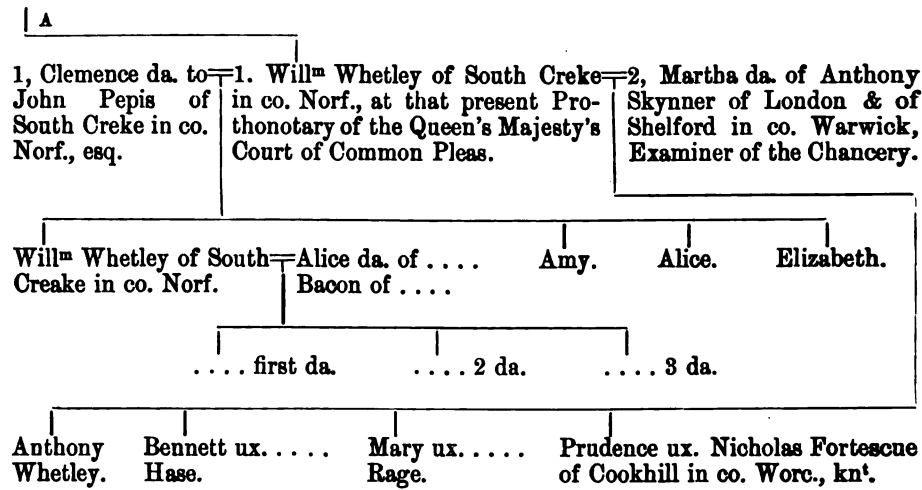 A
1, Clemence da. to
John Pepis of
South Creke in co.
Norf., esq.
1. Willᵐ Whetley of South Creke
in co. Norf., at that present Pro-
thonotary of the Queen's Majesty's
Court of Common Pleas.
2, Martha da. of Anthony
Skynner of London & of
Shelford in co. Warwick,
Examiner of the Chancery.
Willᵐ Whetley of South
Creake in co. Norf.
Alice da. of . . . .
Bacon of . . . .
Amy.
Alice.
Elizabeth.
. . . . first da.
. . . . 2 da.
. . . . 3 da.
Anthony
Whetley.
Bennett ux. . . . .
Hase.
Mary ux. . . . .
Rage.
Prudence ux. Nicholas Fortescue
of Cookhill in co. Worc., knᵗ.